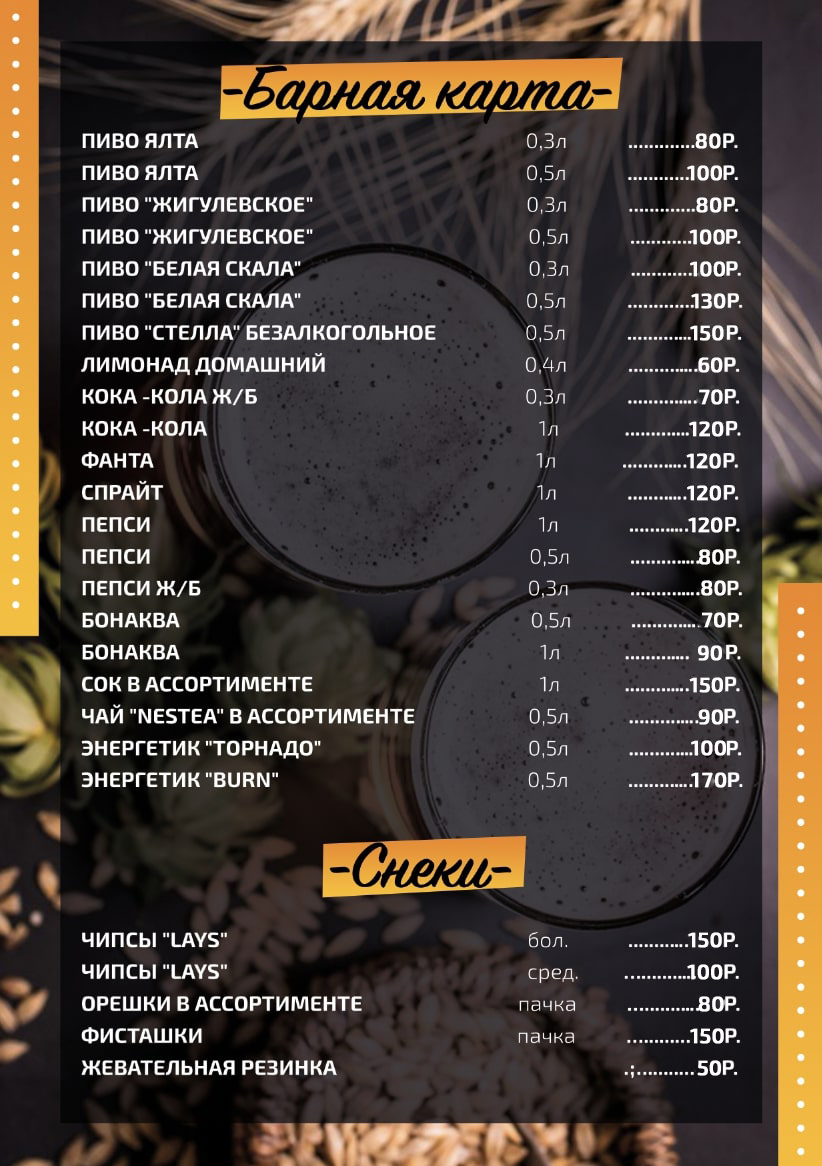 -Барная карта-
ПИВО ЯЛТА 0,3л .............80Р.
ПИВО ЯЛТА 0,5л ............100Р.
ПИВО "ЖИГУЛЕВСКОЕ" 0,3л .............80Р.
ПИВО "ЖИГУЛЕВСКОЕ" 0,5л ............100Р.
ПИВО "БЕЛАЯ СКАЛА" 0,3л ............100Р.
ПИВО "БЕЛАЯ СКАЛА" 0,5л .............130Р.
ПИВО "СТЕЛЛА" БЕЗАЛКОГОЛЬНОЕ 0,5л .............150Р.
ЛИМОНАД ДОМАШНИЙ 0,4л ..............60Р.
КОКА -КОЛА Ж/Б 0,3л ..............70Р.
КОКА -КОЛА 1л .............120Р.
ФАНТА 1л .............120Р.
СПРАЙТ 1л ............120Р.
ПЕПСИ 1л ............120Р.
ПЕПСИ 0,5л ..............80Р.
ПЕПСИ Ж/Б 0,3л ..............80Р.
БОНАКВА 0,5л ..............70Р.
БОНАКВА 1л ............. 90Р.
СОК В АССОРТИМЕНТЕ 1л .............150Р.
ЧАЙ "NESTEA" В АССОРТИМЕНТЕ 0,5л ..............90Р.
ЭНЕРГЕТИК "ТОРНАДО" 0,5л .............100Р.
ЭНЕРГЕТИК "BURN" 0,5л .............170Р.
-Снеки-
ЧИПСЫ "LAYS" бол. ............150Р.
ЧИПСЫ "LAYS" сред. .............100Р.
ОРЕШКИ В АССОРТИМЕНТЕ пачка ..............80Р.
ФИСТАШКИ пачка .............150Р.
ЖЕВАТЕЛЬНАЯ РЕЗИНКА .;............50Р.